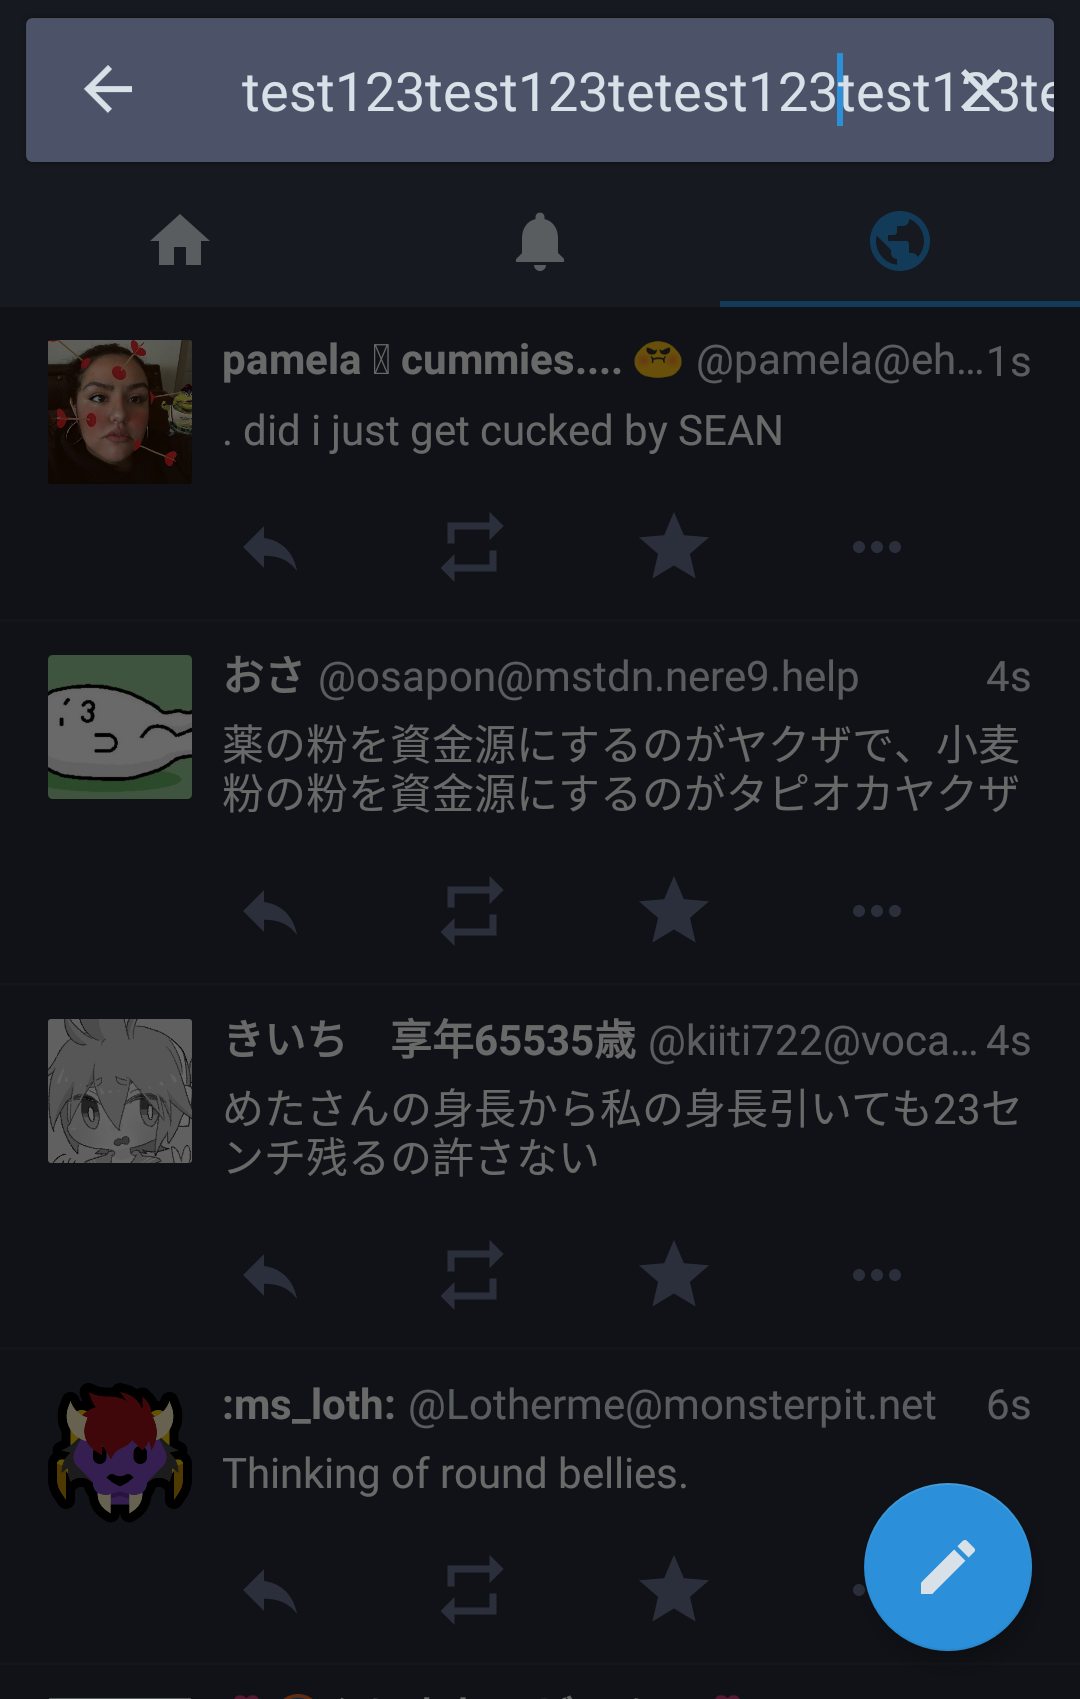 test123test123tetest123test123te
pamela cummies.... @pamela@eh... 1s
. did i just get cucked by SEAN
おさ @osapon@mstdn.nere9.help 4s
薬の粉を資金源にするのがヤクザで、小麦
粉の粉を資金源にするのがタピオカヤクザ
きいち　享年65535歳 @kiiti722@voca... 4s
めたさんの身長から私の身長引いても23セ
ンチ残るの許さない
:ms_loth: @Lotherme@monsterpit.net 6s
Thinking of round bellies.